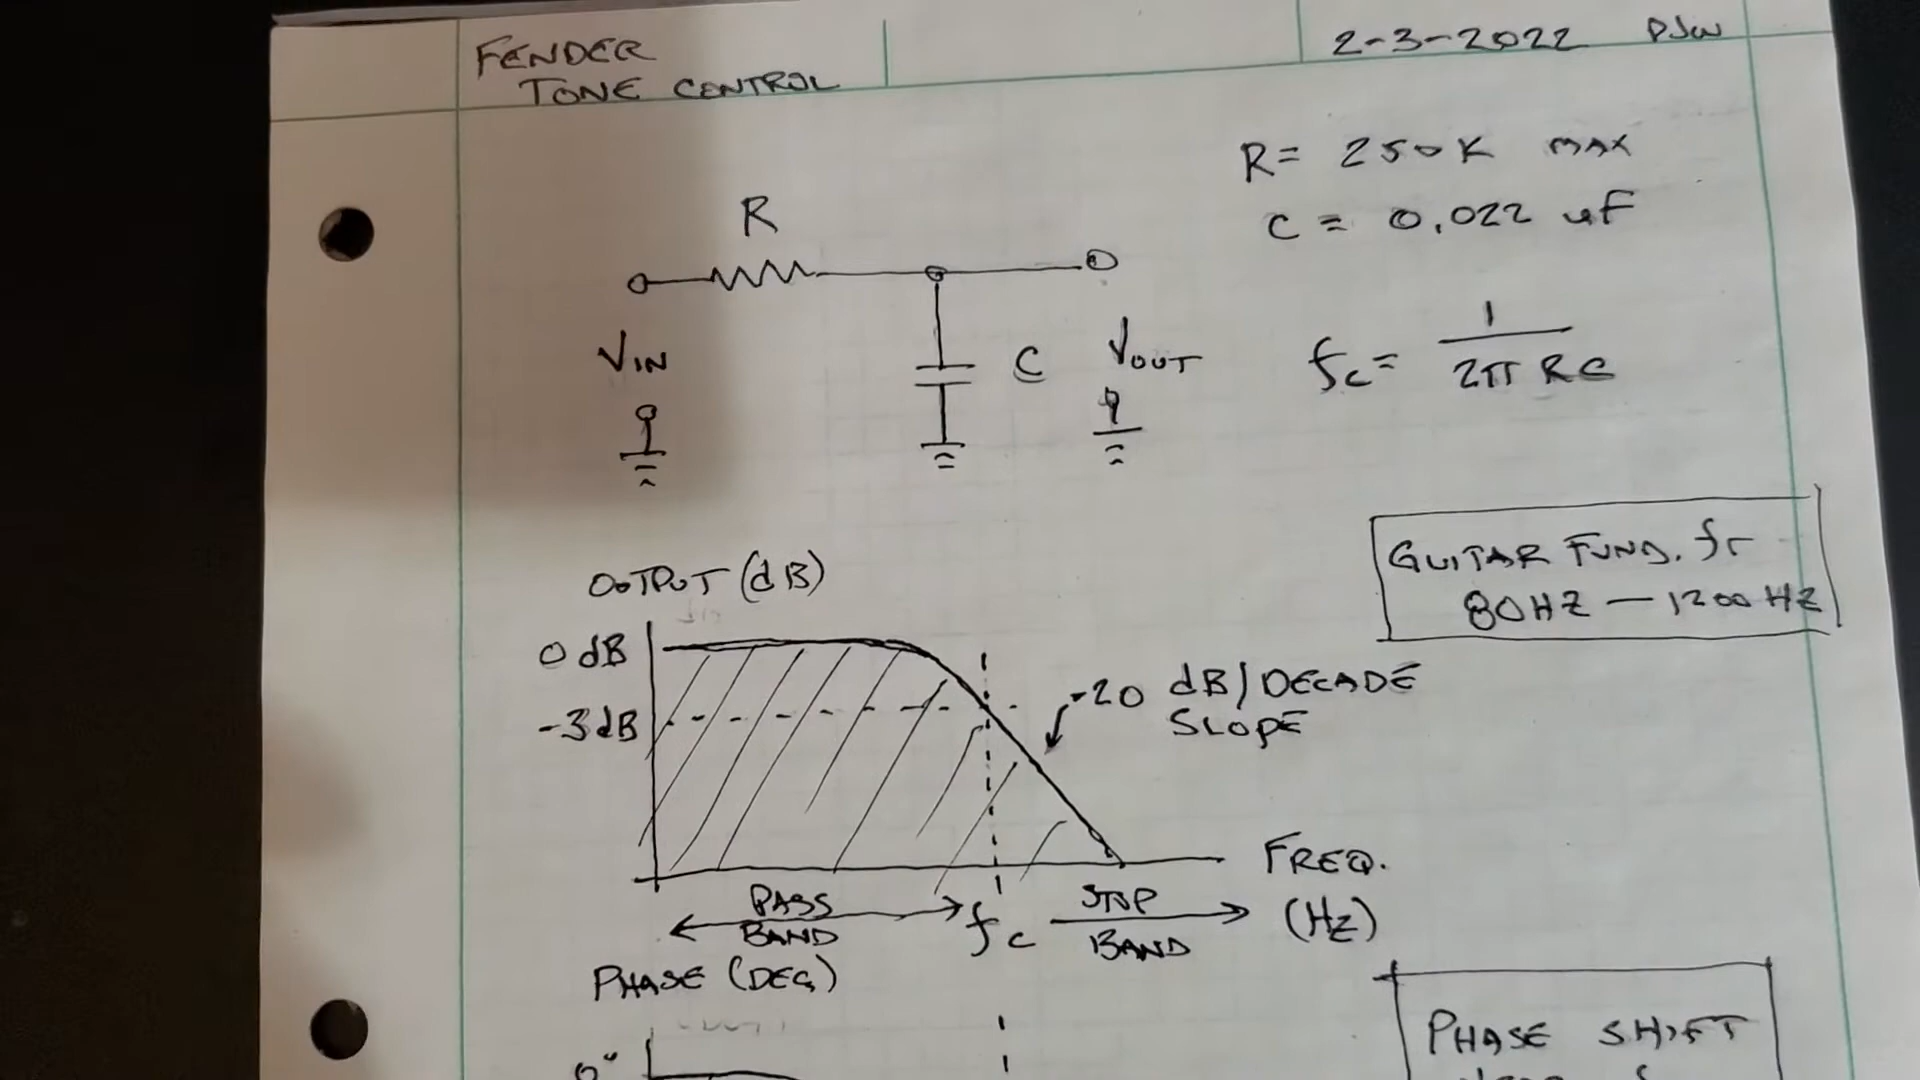 FENDER
TONE CONTROL
2-3-2022 PJW
R= 250K MAX
C = 0.022 uF
R
VIN
C
VOUT
fc= 1
2π RC
GUITAR FUND. fr
80HZ — 1200 HZ
OUTPUT (dB)
0 dB
-3dB
-20 dB/DECADE
SLOPE
FREQ.
(Hz)
PASS
BAND
fc
STOP
BAND
PHASE (DEG)
0°
PHASE SHIFT